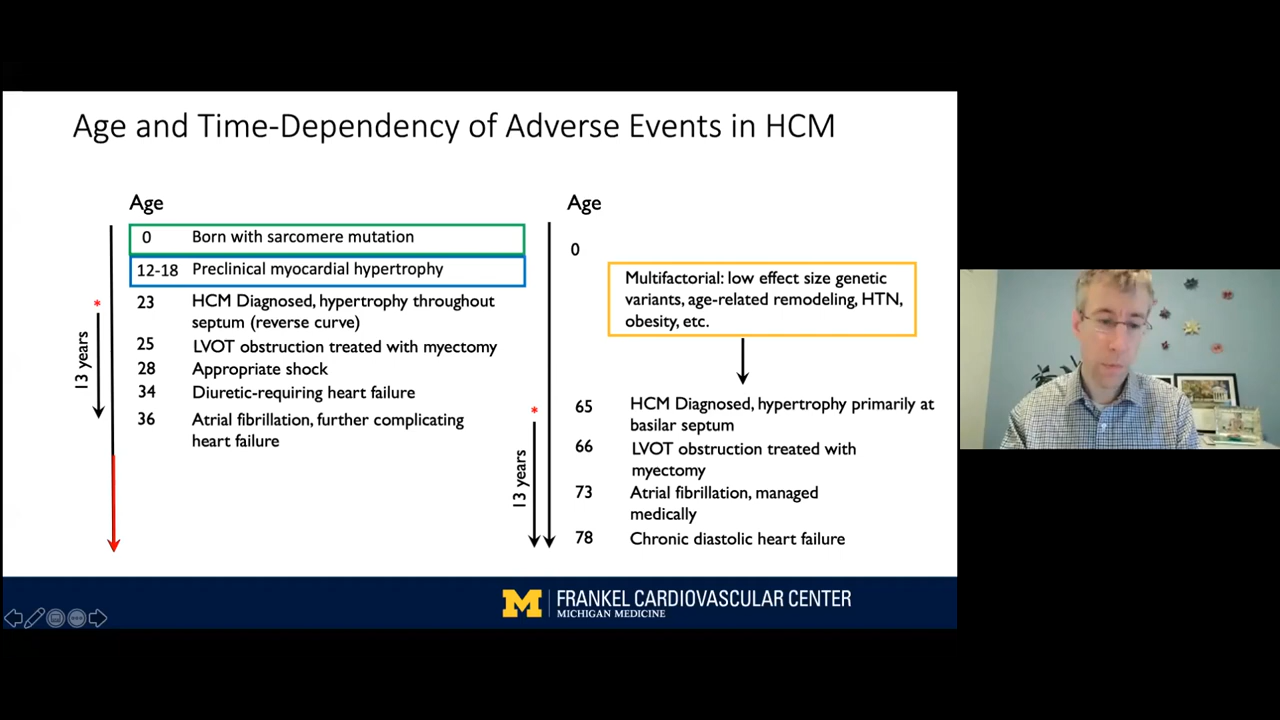 Age and Time-Dependency of Adverse Events in HCM
Age
0 Born with sarcomere mutation
12-18 Preclinical myocardial hypertrophy
* 23 HCM Diagnosed, hypertrophy throughout
septum (reverse curve)
13 years
25 LVOT obstruction treated with myectomy
28 Appropriate shock
34 Diuretic-requiring heart failure
36 Atrial fibrillation, further complicating
heart failure
Age
0
Multifactorial: low effect size genetic
variants, age-related remodeling, HTN,
obesity, etc.
* 65 HCM Diagnosed, hypertrophy primarily at
basilar septum
13 years
66 LVOT obstruction treated with
myectomy
73 Atrial fibrillation, managed
medically
78 Chronic diastolic heart failure
M FRANKEL CARDIOVASCULAR CENTER
MICHIGAN MEDICINE